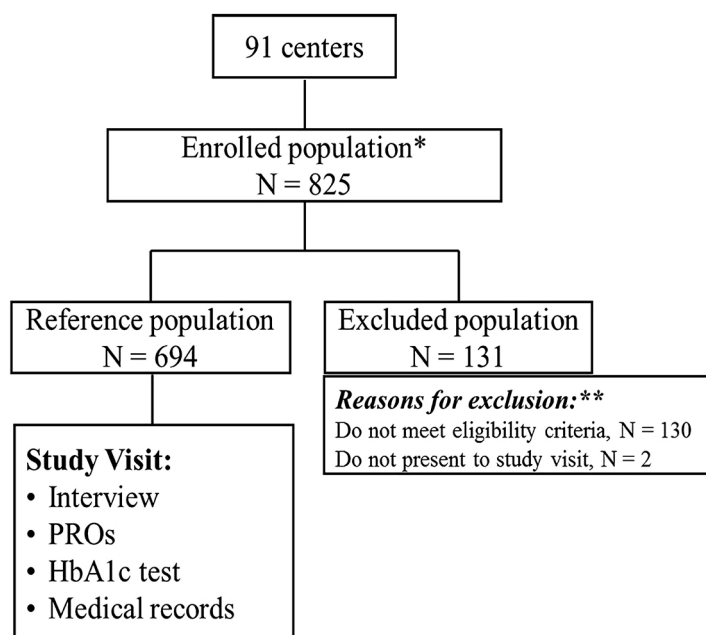 91 centers
Enrolled population*
N = 825
Reference population
N = 694
Excluded population
N = 131
Reasons for exclusion:**
Do not meet eligibility criteria, N = 130
Do not present to study visit, N = 2
Study Visit:
• Interview
• PROs
• HbA1c test
• Medical records